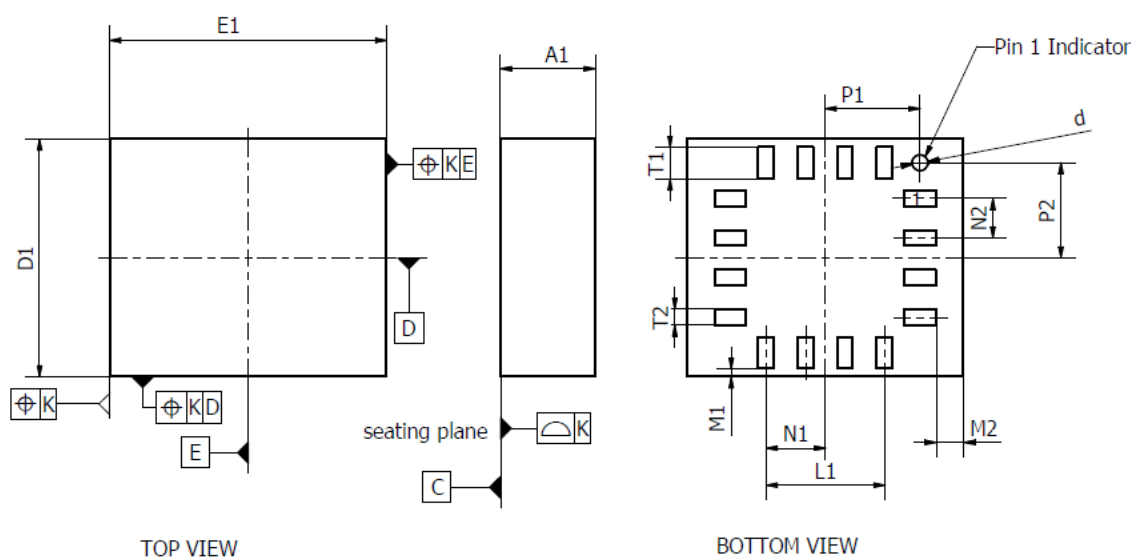 E1
A1
Pin 1 Indicator
P1
d
T1
⌖ K E
D1
1
N2
P2
D
T2
⌖ K
⌖ K D
M1
seating plane
⌓ K
N1
M2
E
L1
C
TOP VIEW
BOTTOM VIEW